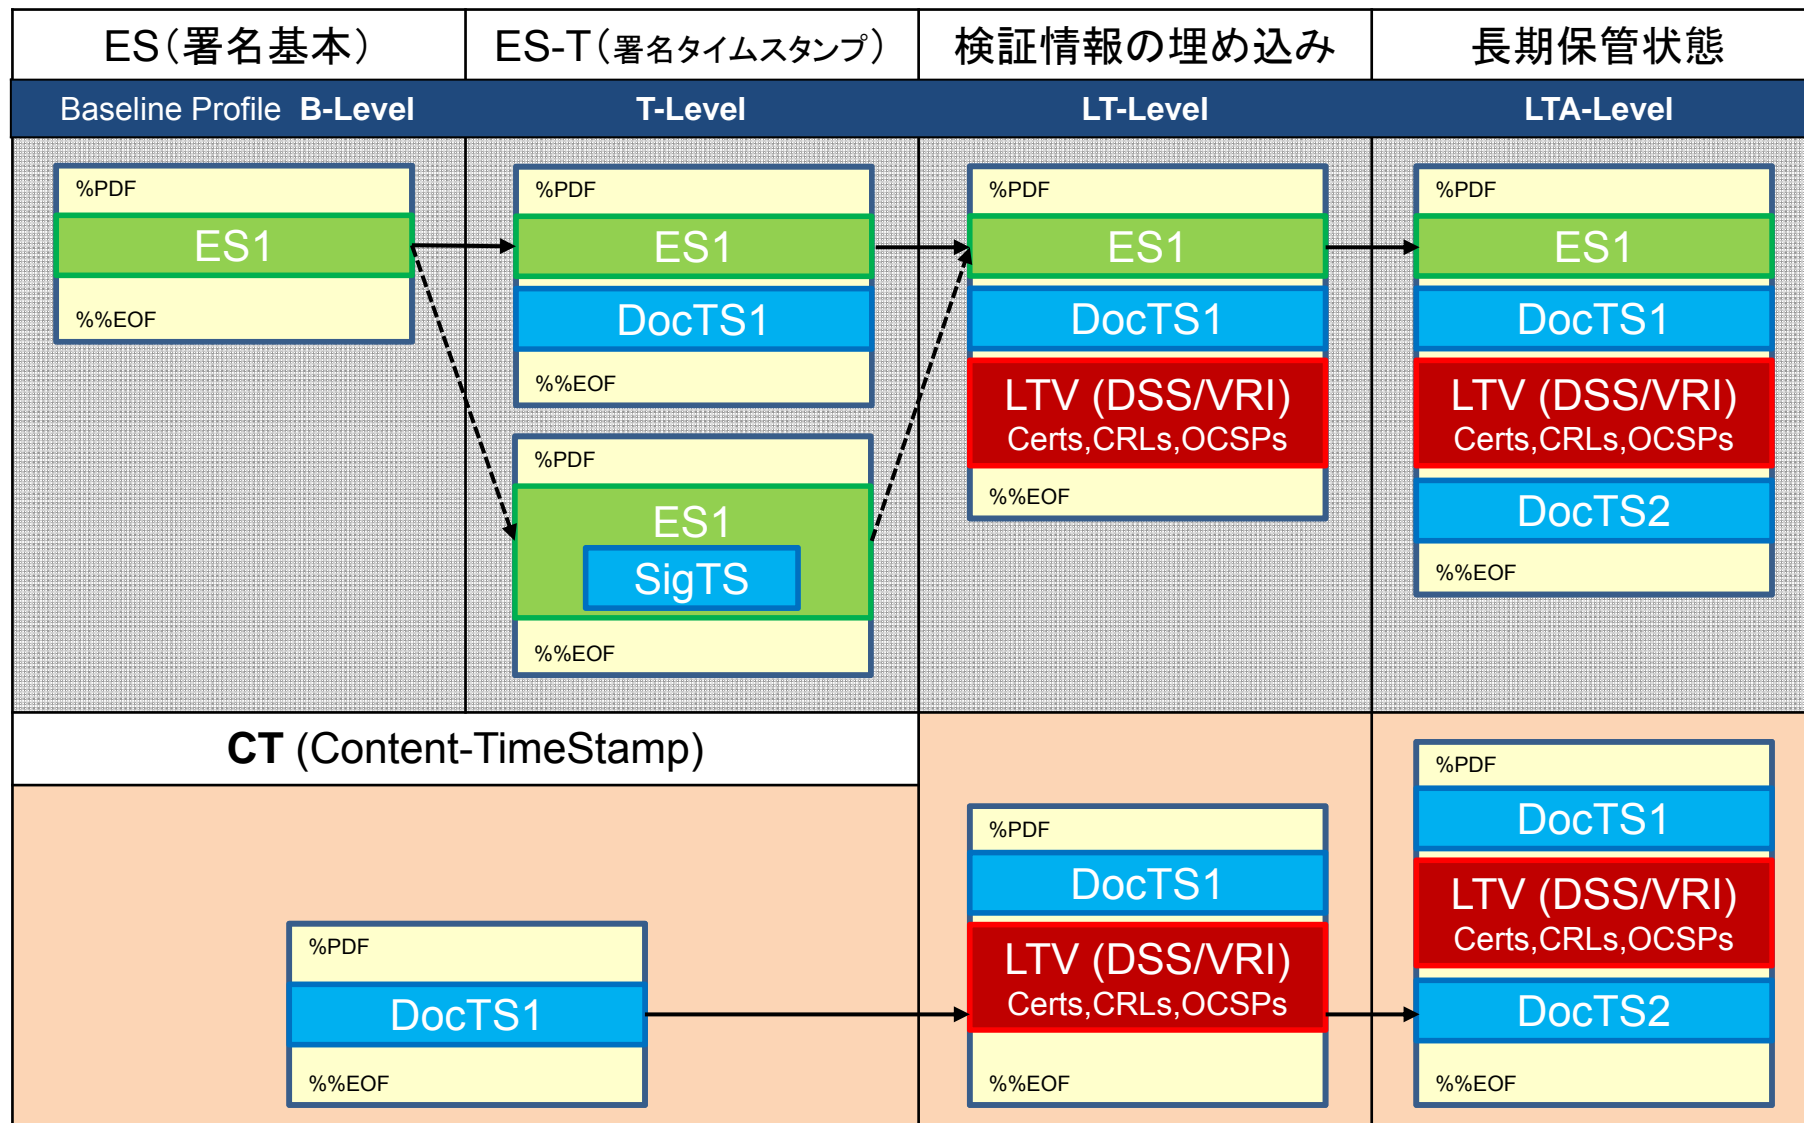 ES（署名基本）
ES-T（署名タイムスタンプ）
検証情報の埋め込み
長期保管状態
Baseline Profile B-Level
T-Level
LT-Level
LTA-Level
%PDF
ES1
%%EOF
%PDF
ES1
DocTS1
%%EOF
%PDF
ES1
SigTS
%%EOF
%PDF
ES1
DocTS1
LTV (DSS/VRI)
Certs,CRLs,OCSPs
%%EOF
%PDF
ES1
DocTS1
LTV (DSS/VRI)
Certs,CRLs,OCSPs
DocTS2
%%EOF
CT (Content-TimeStamp)
%PDF
DocTS1
%%EOF
%PDF
DocTS1
LTV (DSS/VRI)
Certs,CRLs,OCSPs
%%EOF
%PDF
DocTS1
LTV (DSS/VRI)
Certs,CRLs,OCSPs
DocTS2
%%EOF